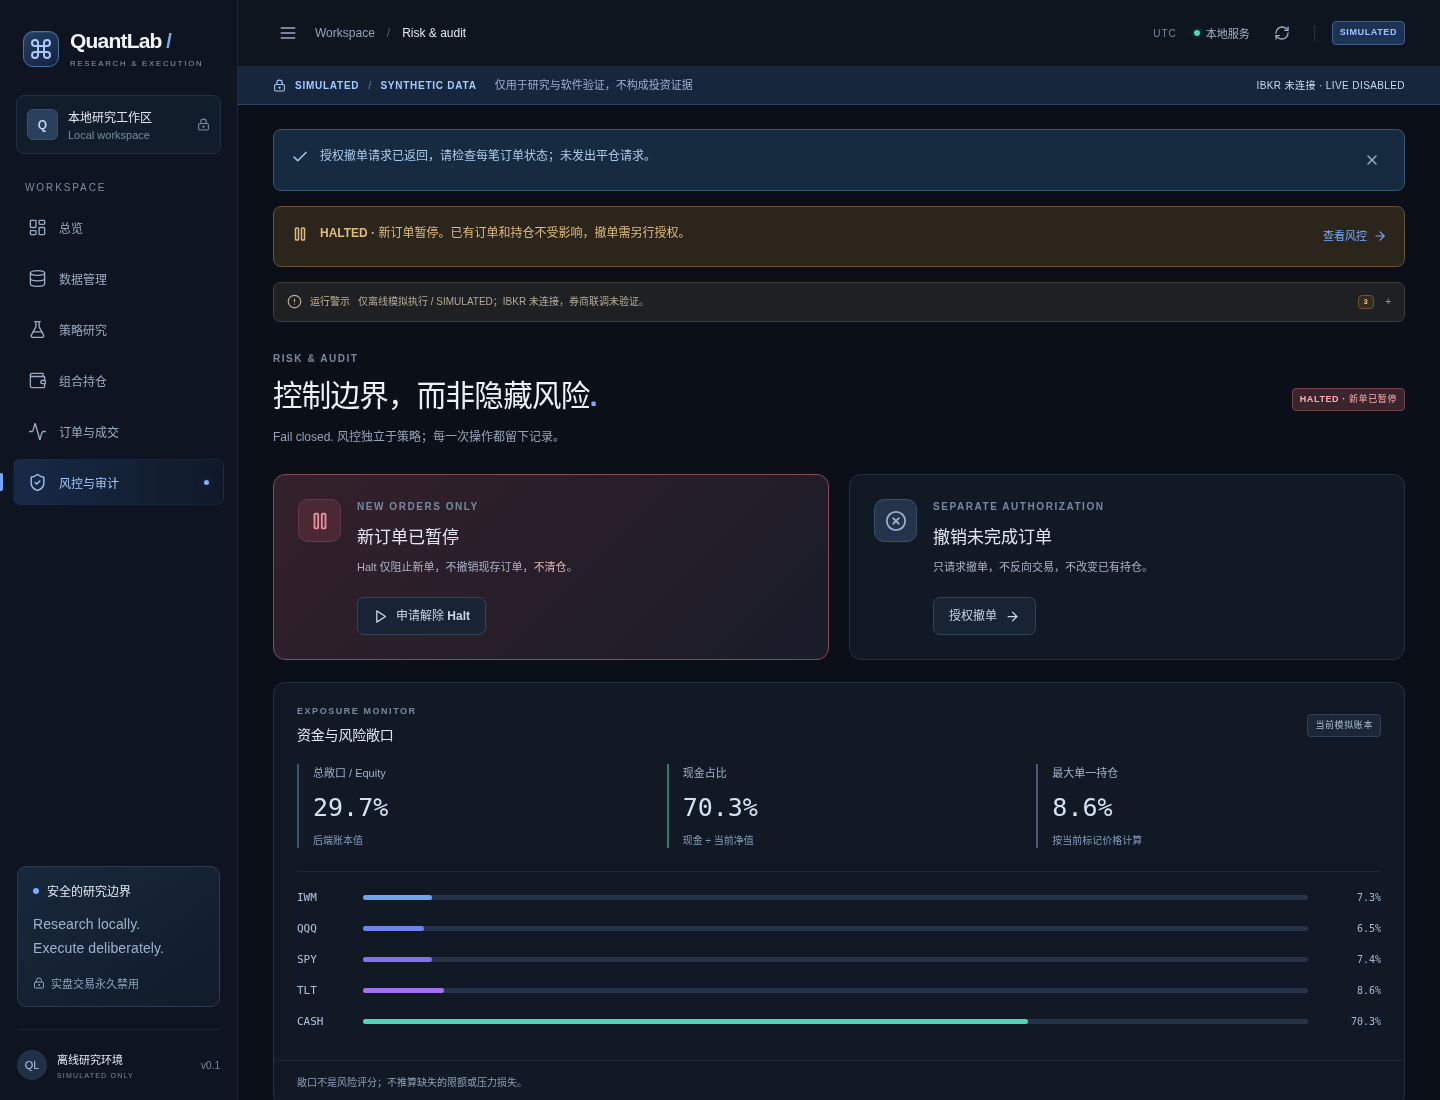 QuantLab /
RESEARCH & EXECUTION
Q
本地研究工作区
Local workspace
WORKSPACE
总览
数据管理
策略研究
组合持仓
订单与成交
风控与审计
安全的研究边界
Research locally.
Execute deliberately.
实盘交易永久禁用
QL
离线研究环境
SIMULATED ONLY
v0.1
Workspace / Risk & audit
UTC
本地服务
SIMULATED
SIMULATED / SYNTHETIC DATA 仅用于研究与软件验证，不构成投资证据
IBKR 未连接 · LIVE DISABLED
授权撤单请求已返回，请检查每笔订单状态；未发出平仓请求。
HALTED · 新订单暂停。已有订单和持仓不受影响，撤单需另行授权。
查看风控
运行警示 仅离线模拟执行 / SIMULATED；IBKR 未连接，券商联调未验证。
3 +
RISK & AUDIT
控制边界，而非隐藏风险.
HALTED · 新单已暂停
Fail closed. 风控独立于策略；每一次操作都留下记录。
NEW ORDERS ONLY
新订单已暂停
Halt 仅阻止新单，不撤销现存订单，不清仓。
申请解除 Halt
SEPARATE AUTHORIZATION
撤销未完成订单
只请求撤单，不反向交易，不改变已有持仓。
授权撤单
EXPOSURE MONITOR
资金与风险敞口
当前模拟账本
总敞口 / Equity
29.7%
后端账本值
现金占比
70.3%
现金 ÷ 当前净值
最大单一持仓
8.6%
按当前标记价格计算
IWM 7.3%
QQQ 6.5%
SPY 7.4%
TLT 8.6%
CASH 70.3%
敞口不是风险评分；不推算缺失的限额或压力损失。